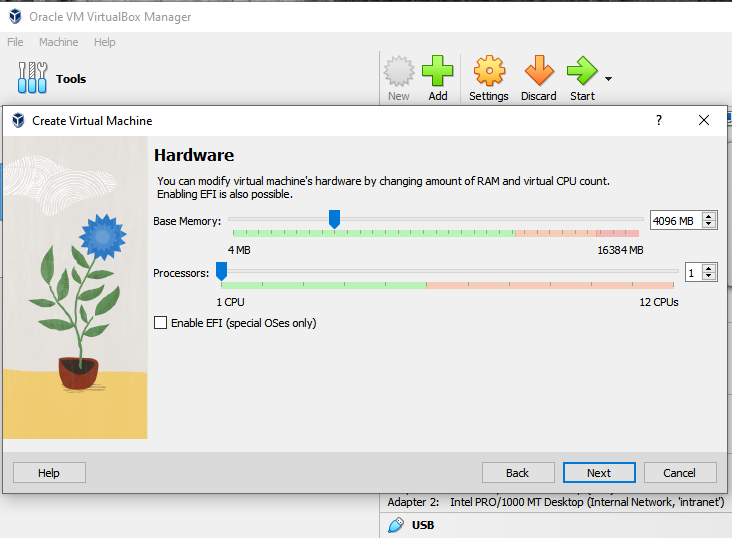 Oracle VM VirtualBox Manager
File Machine Help
Tools
New Add Settings Discard Start
Create Virtual Machine ?
Hardware
You can modify virtual machine's hardware by changing amount of RAM and virtual CPU count.
Enabling EFI is also possible.
Base Memory: 4096 MB
4 MB 16384 MB
Processors: 1
1 CPU 12 CPUs
Enable EFI (special OSes only)
Help Back Next Cancel
Adapter 2: Intel PRO/1000 MT Desktop (Internal Network, 'intranet')
USB